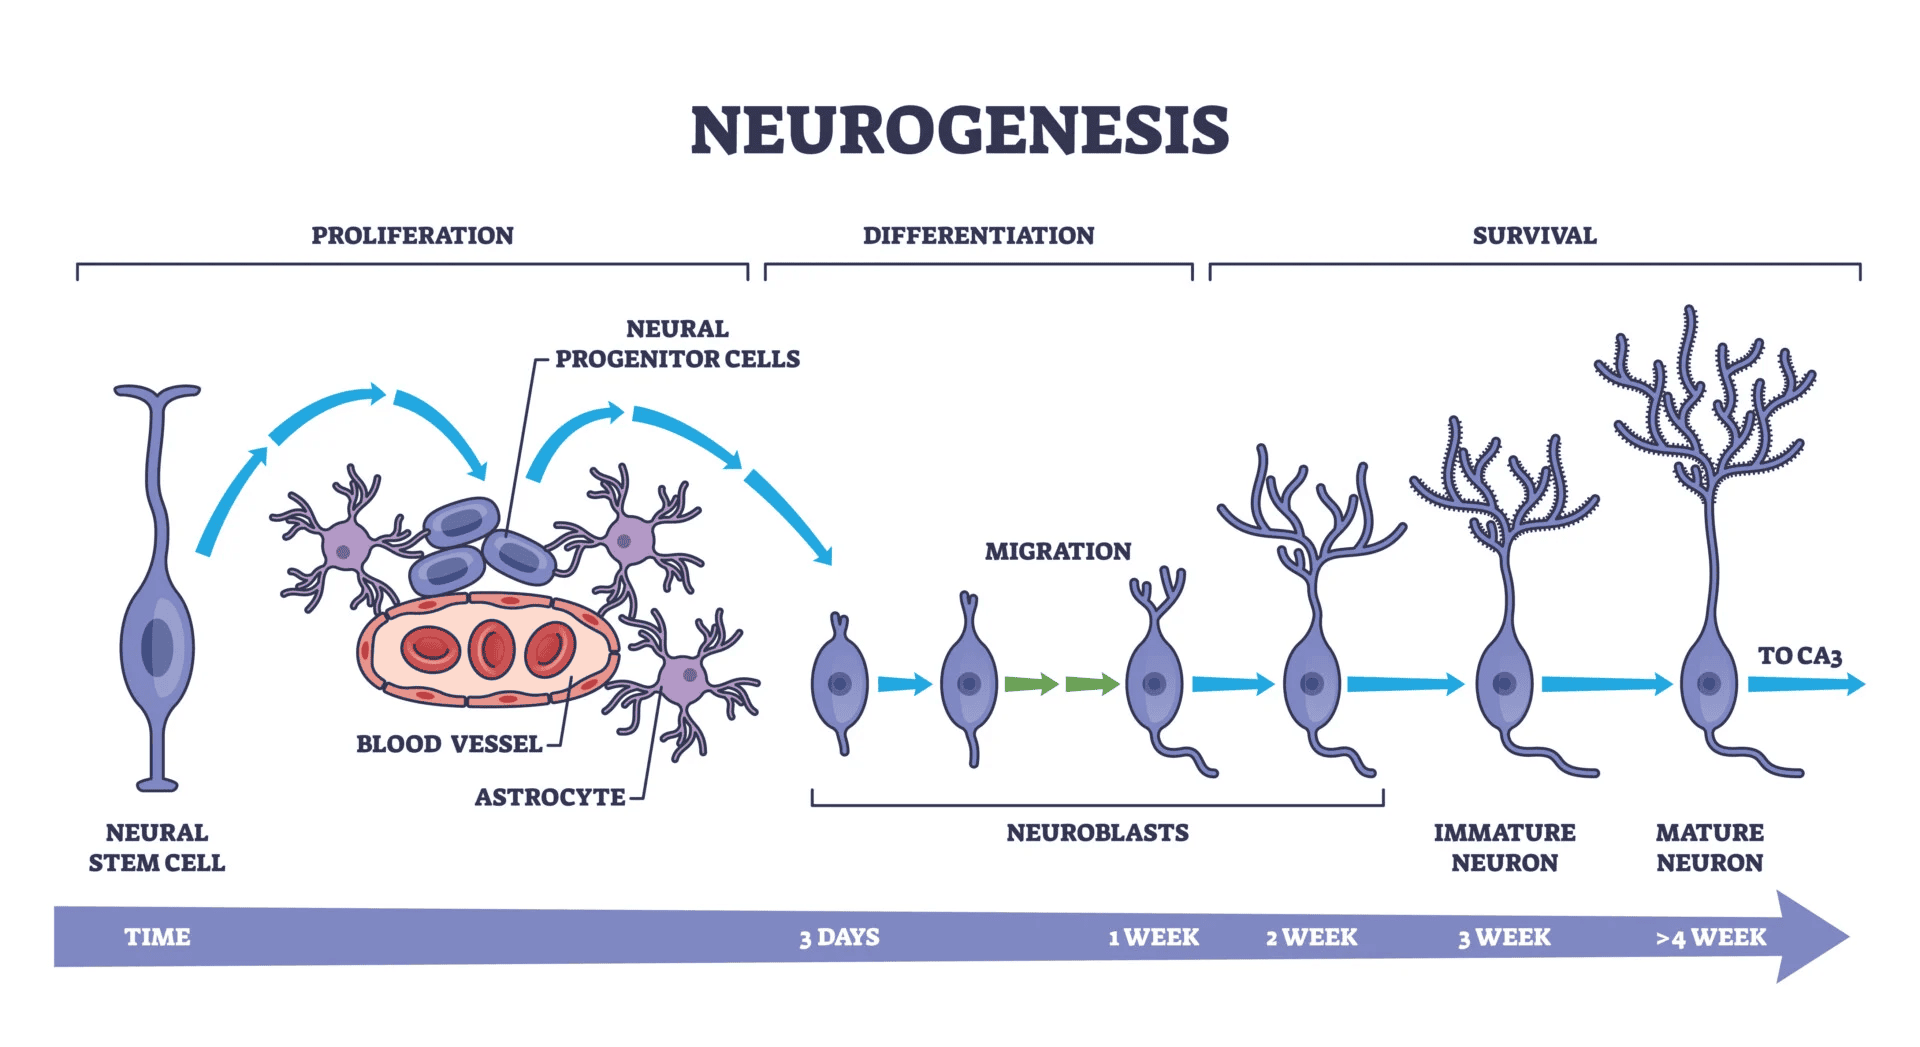 NEUROGENESIS
PROLIFERATION
DIFFERENTIATION
SURVIVAL
NEURAL
PROGENITOR CELLS
MIGRATION
TO CA3
BLOOD VESSEL
ASTROCYTE
NEURAL
STEM CELL
NEUROBLASTS
IMMATURE
NEURON
MATURE
NEURON
TIME
3 DAYS
1 WEEK
2 WEEK
3 WEEK
>4 WEEK